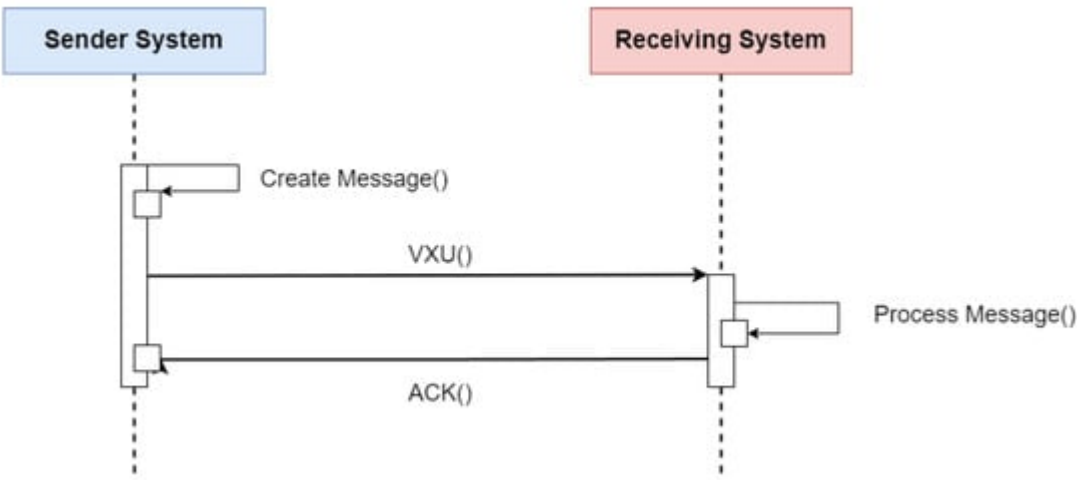 Sender System
Receiving System
Create Message()
VXU()
Process Message()
ACK()